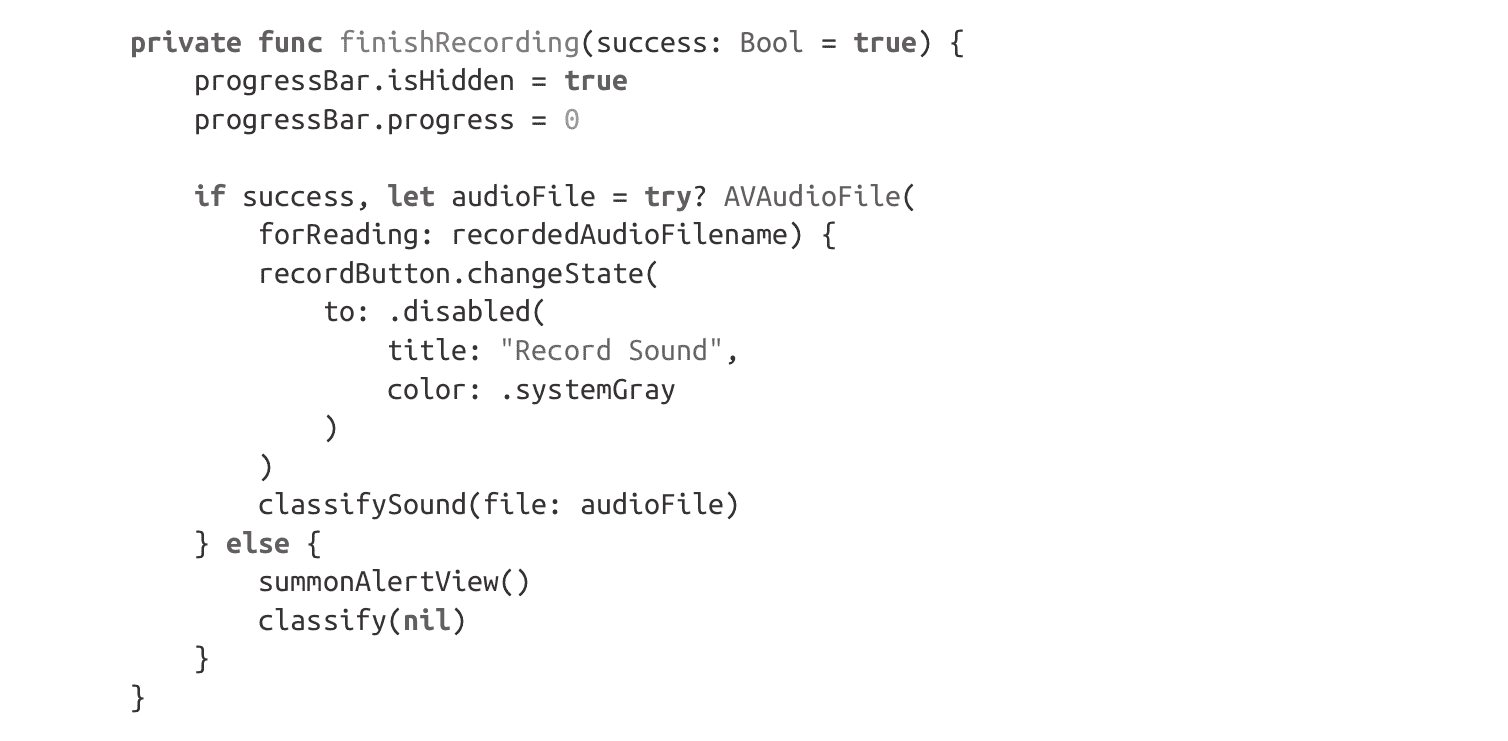 private func finishRecording(success: Bool = true) {
    progressBar.isHidden = true
    progressBar.progress = 0

    if success, let audioFile = try? AVAudioFile(
        forReading: recordedAudioFilename) {
        recordButton.changeState(
            to: .disabled(
                title: "Record Sound",
                color: .systemGray
            )
        )
        classifySound(file: audioFile)
    } else {
        summonAlertView()
        classify(nil)
    }
}